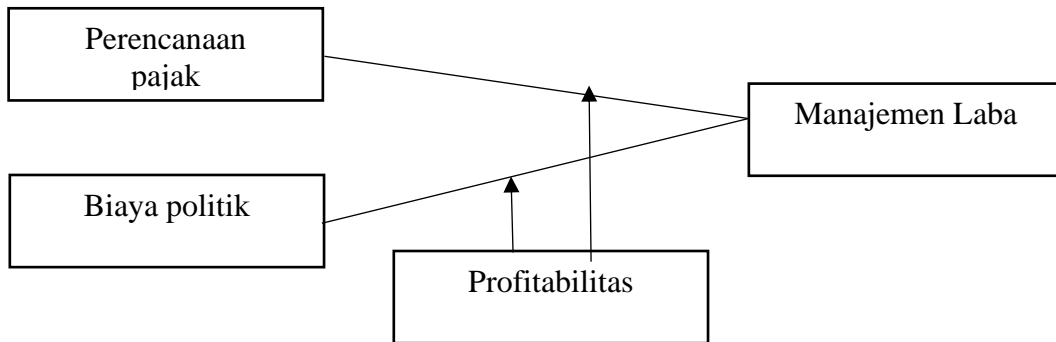 Perencanaan
pajak
Manajemen Laba
Biaya politik
Profitabilitas